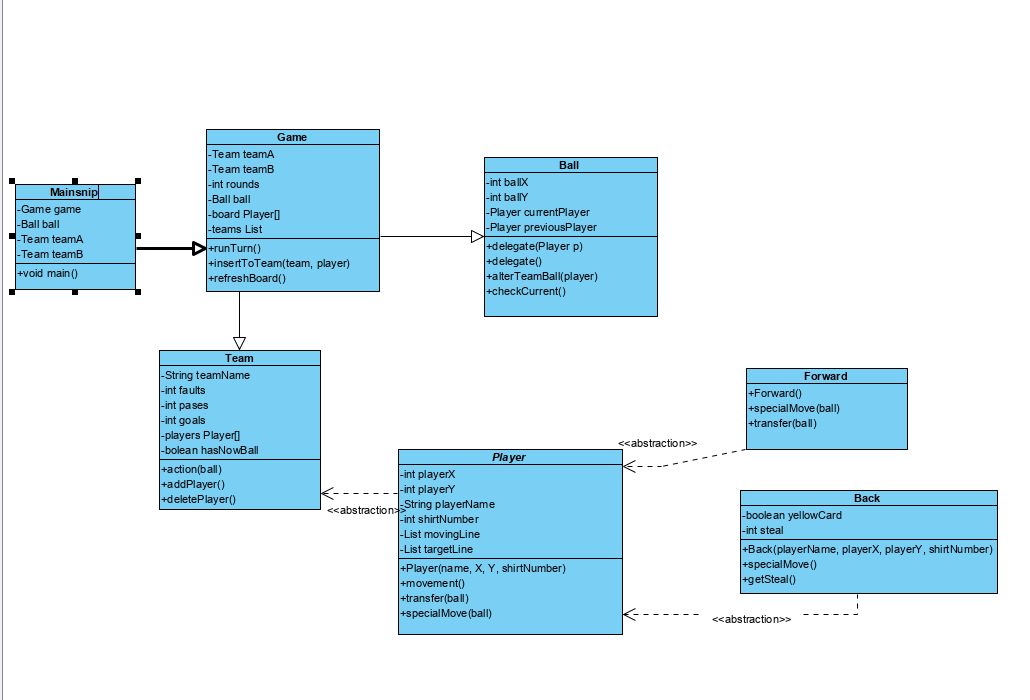 Game
-Team teamA
-Team teamB
-int rounds
-Ball ball
-board Player[]
-teams List
+runTurn()
+insertToTeam(team, player)
+refreshBoard()
Ball
-int ballX
-int ballY
-Player currentPlayer
-Player previousPlayer
+delegate(Player p)
+delegate()
+alterTeamBall(player)
+checkCurrent()
Mainsnip
-Game game
-Ball ball
-Team teamA
-Team teamB
+void main()
Team
-String teamName
-int faults
-int pases
-int goals
-players Player[]
-bolean hasNowBall
+action(ball)
+addPlayer()
+deletePlayer()
Forward
+Forward()
+specialMove(ball)
+transfer(ball)
<<abstraction>>
Player
-int playerX
-int playerY
-String playerName
-int shirtNumber
-List movingLine
-List targetLine
+Player(name, X, Y, shirtNumber)
+movement()
+transfer(ball)
+specialMove(ball)
<<abstraction>>
Back
-boolean yellowCard
-int steal
+Back(playerName, playerX, playerY, shirtNumber)
+specialMove()
+getSteal()
<<abstraction>>